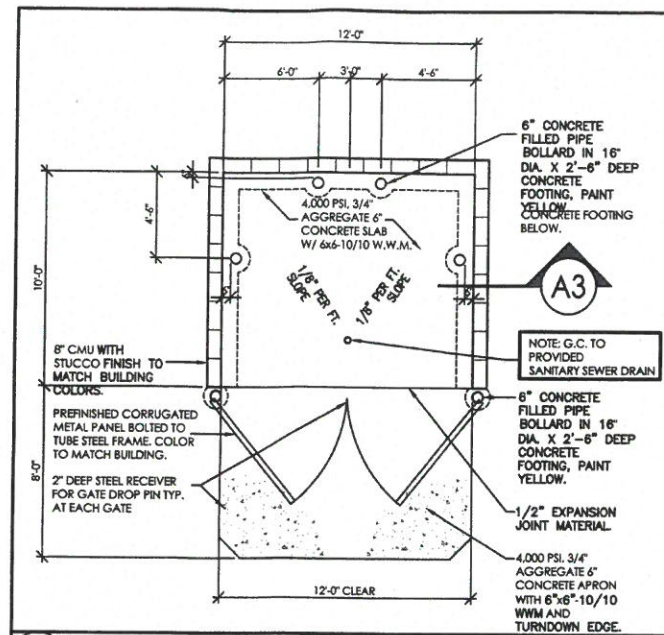 12'-0"
6'-0" 3'-0" 4'-6"
6" CONCRETE
FILLED PIPE
BOLLARD IN 16"
DIA. X 2'-6" DEEP
CONCRETE
FOOTING, PAINT
YELLOW.
CONCRETE FOOTING
BELOW.
6"
4'-6"
10'-0"
4,000 PSI. 3/4"
AGGREGATE 6"
CONCRETE SLAB
W/ 6x6-10/10 W.W.M.
1/8" PER FT.
SLOPE
1/8" PER FT.
SLOPE
6"
6"
A3
NOTE: G.C. TO
PROVIDED
SANITARY SEWER DRAIN
8" CMU WITH
STUCCO FINISH TO
MATCH BUILDING
COLORS.
PREFINISHED CORRUGATED
METAL PANEL BOLTED TO
TUBE STEEL FRAME. COLOR
TO MATCH BUILDING.
2" DEEP STEEL RECEIVER
FOR GATE DROP PIN TYP.
AT EACH GATE
8'-0"
6" CONCRETE
FILLED PIPE
BOLLARD IN 16"
DIA. X 2'-6" DEEP
CONCRETE
FOOTING, PAINT
YELLOW.
1/2" EXPANSION
JOINT MATERIAL
4,000 PSI. 3/4"
AGGREGATE 6"
CONCRETE APRON
WITH 6"x6"-10/10
WWM AND
TURNDOWN EDGE.
12'-0" CLEAR